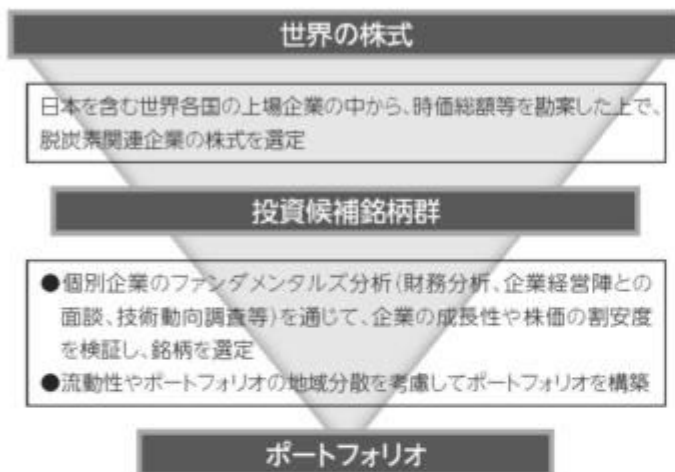 世界の株式
日本を含む世界各国の上場企業の中から、時価総額等を勘案した上で、
脱炭素関連企業の株式を選定
投資候補銘柄群
●個別企業のファンダメンタルズ分析(財務分析、企業経営陣との
面談、技術動向調査等)を通じて、企業の成長性や株価の割安度
を検証し、銘柄を選定
●流動性やポートフォリオの地域分散を考慮してポートフォリオを構築
ポートフォリオ